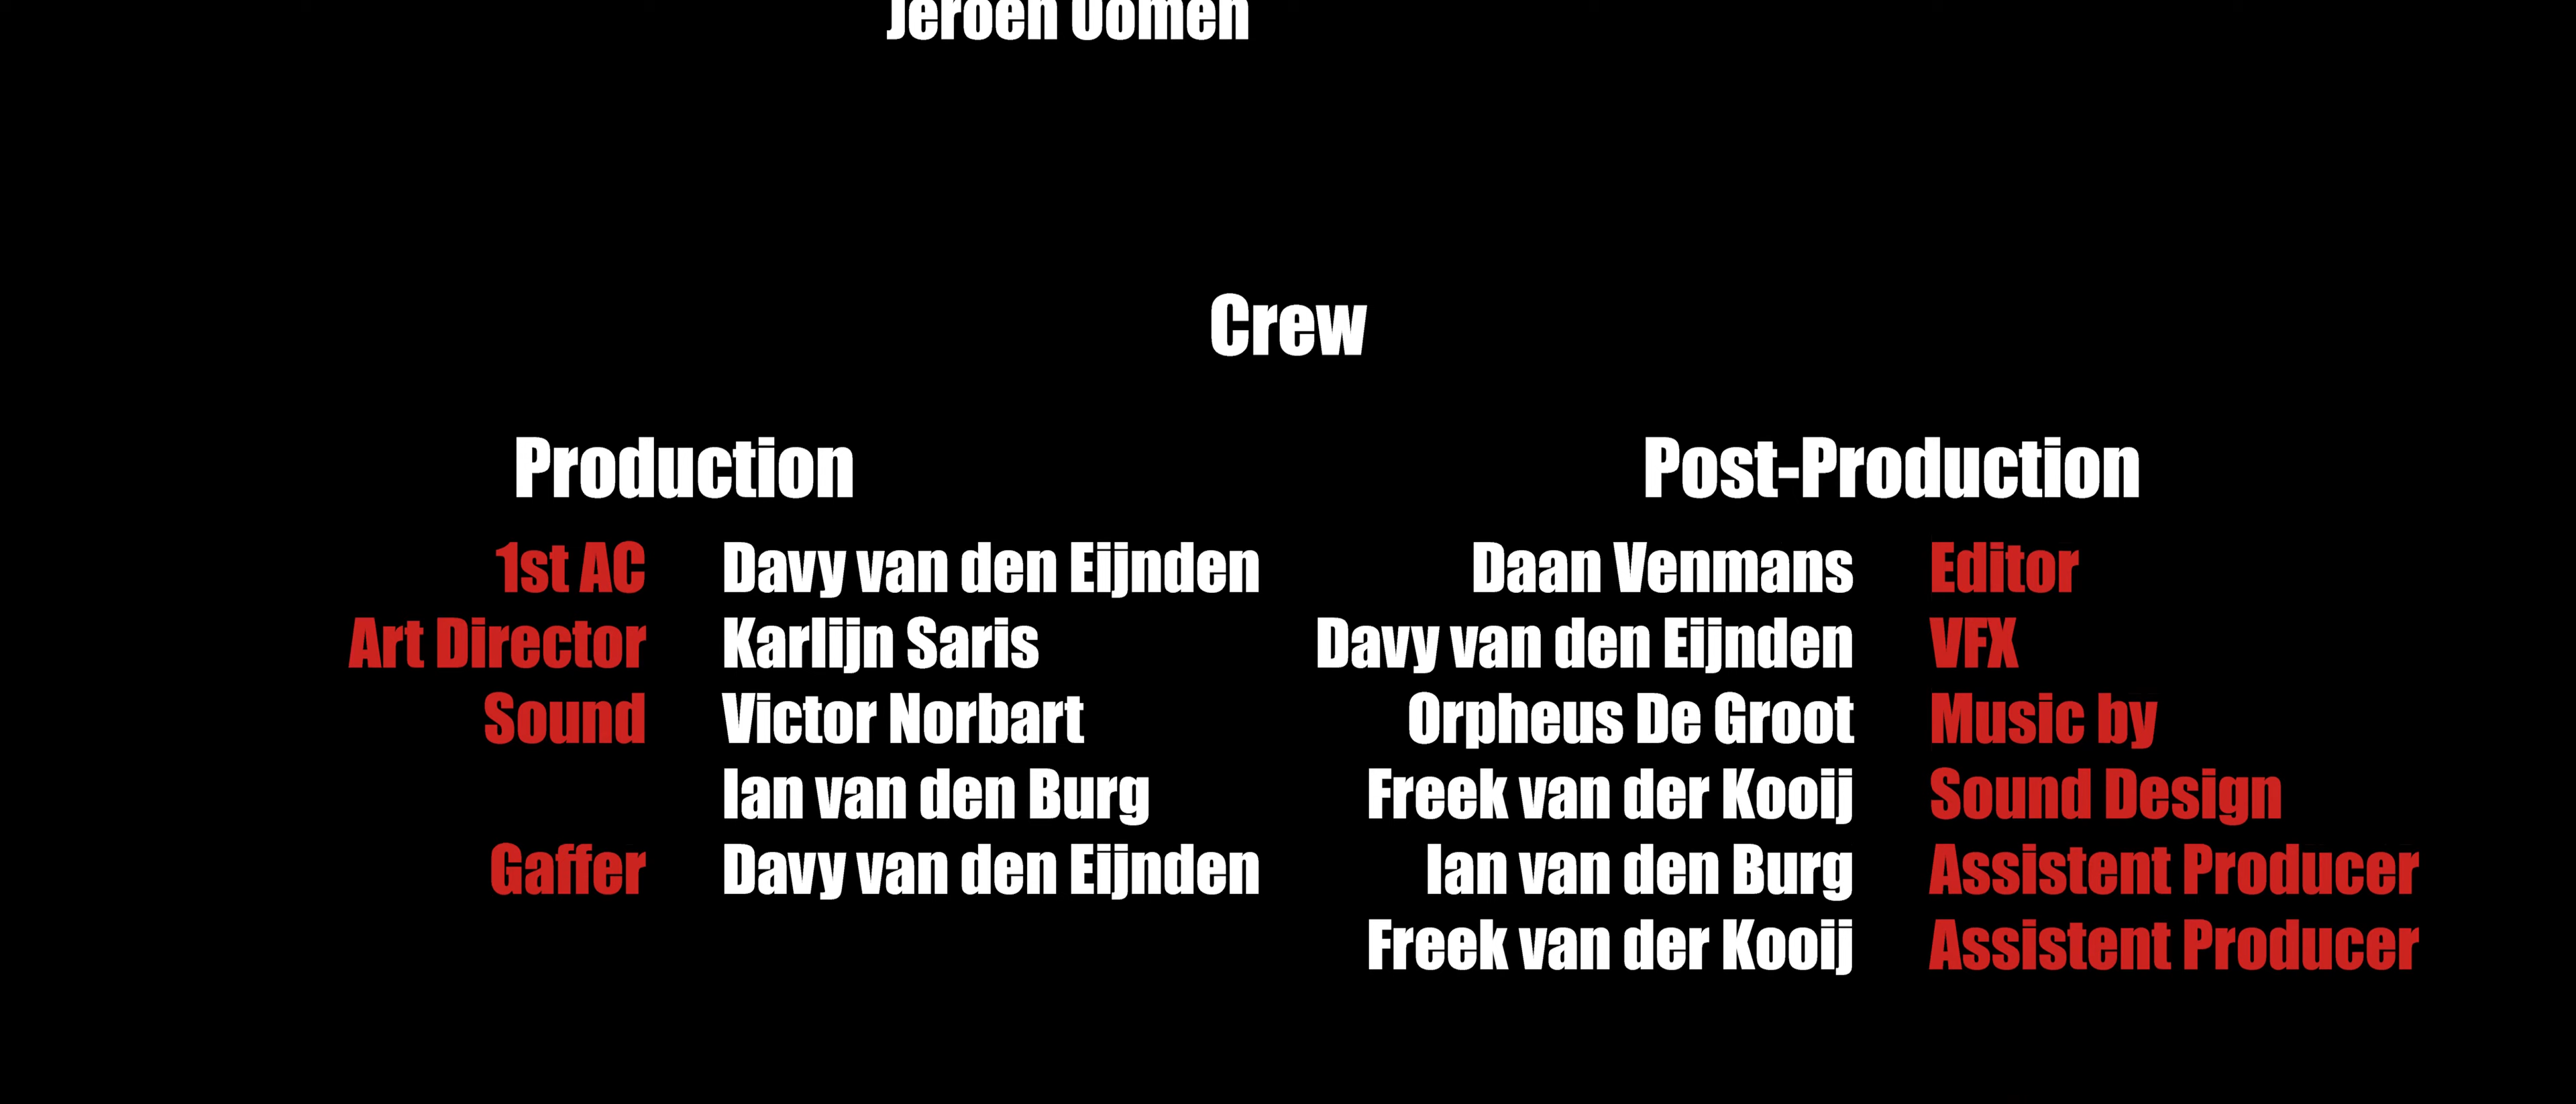 Jeroen Oomen
Crew
Production
1st AC Davy van den Eijnden
Art Director Karlijn Saris
Sound Victor Norbart
Ian van den Burg
Gaffer Davy van den Eijnden
Post-Production
Daan Venmans Editor
Davy van den Eijnden VFX
Orpheus De Groot Music by
Freek van der Kooij Sound Design
Ian van den Burg Assistent Producer
Freek van der Kooij Assistent Producer